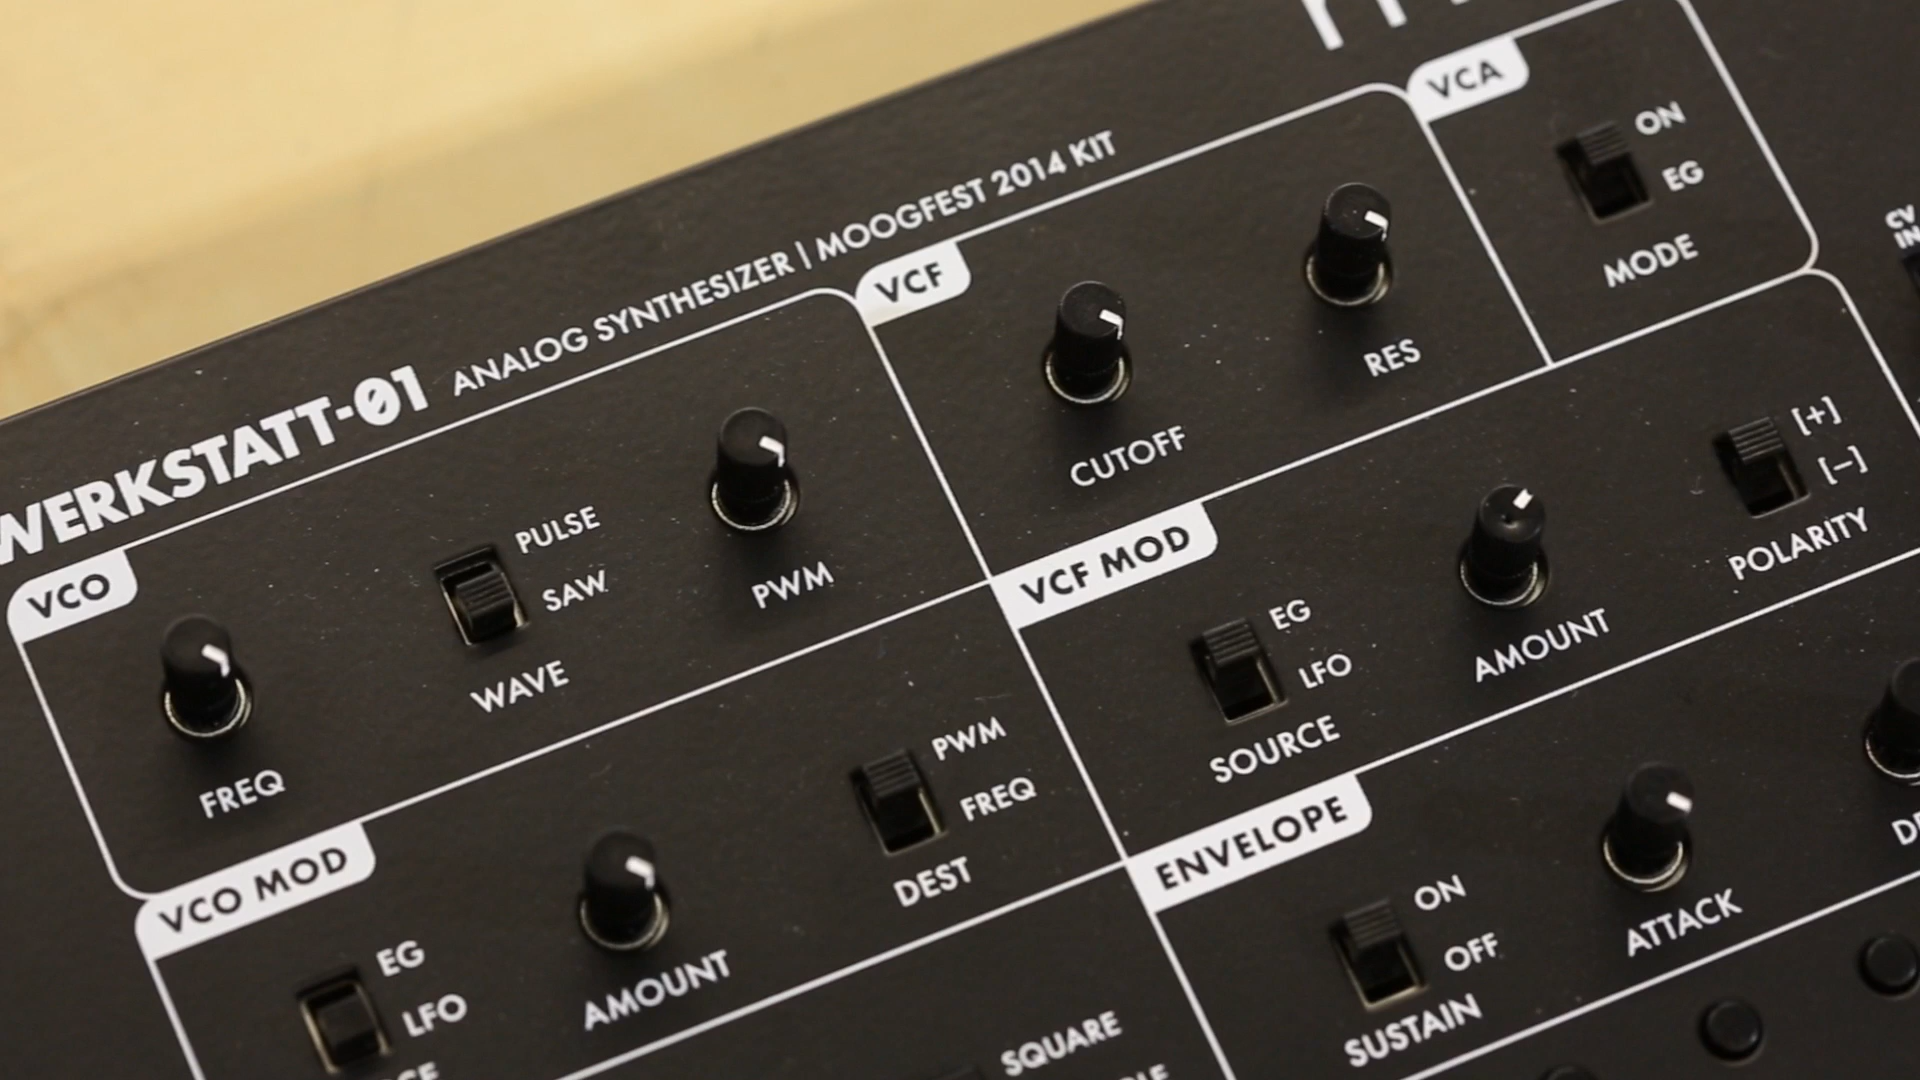 WERKSTATT-01 ANALOG SYNTHESIZER | MOOGFEST 2014 KIT
VCO
FREQ
PULSE
SAW
WAVE
PWM
VCF
CUTOFF
RES
VCA
ON
EG
MODE
CV
IN
VCO MOD
EG
LFO
AMOUNT
PWM
FREQ
DEST
VCF MOD
EG
LFO
SOURCE
AMOUNT
[+]
[−]
POLARITY
ENVELOPE
ON
OFF
SUSTAIN
ATTACK
SQUARE